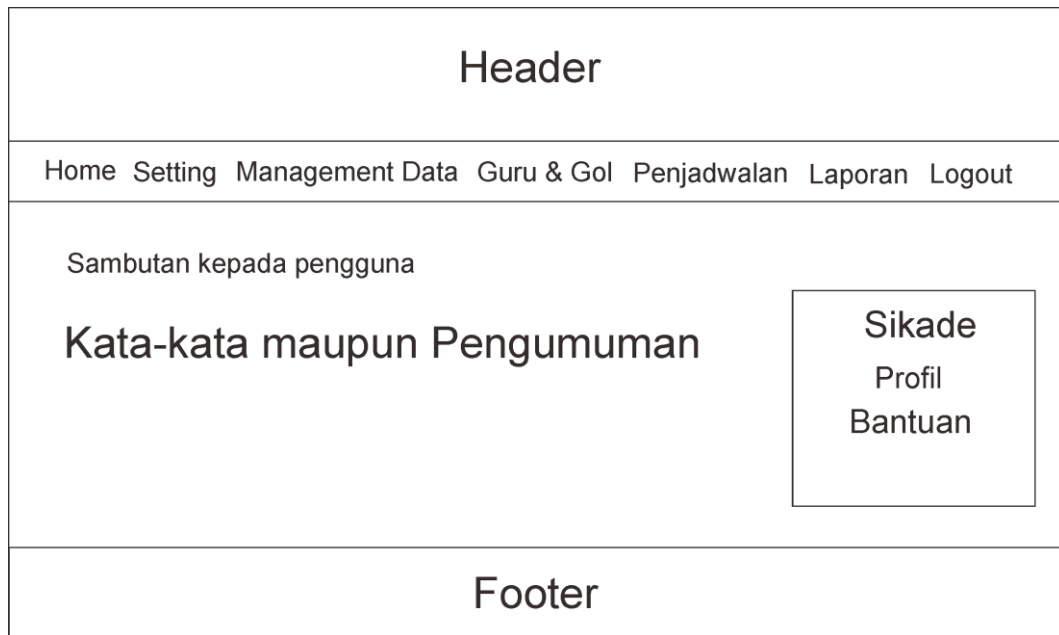 Header
Home Setting Management Data Guru & Gol Penjadwalan Laporan Logout
Sambutan kepada pengguna
Kata-kata maupun Pengumuman
Sikade
Profil
Bantuan
Footer